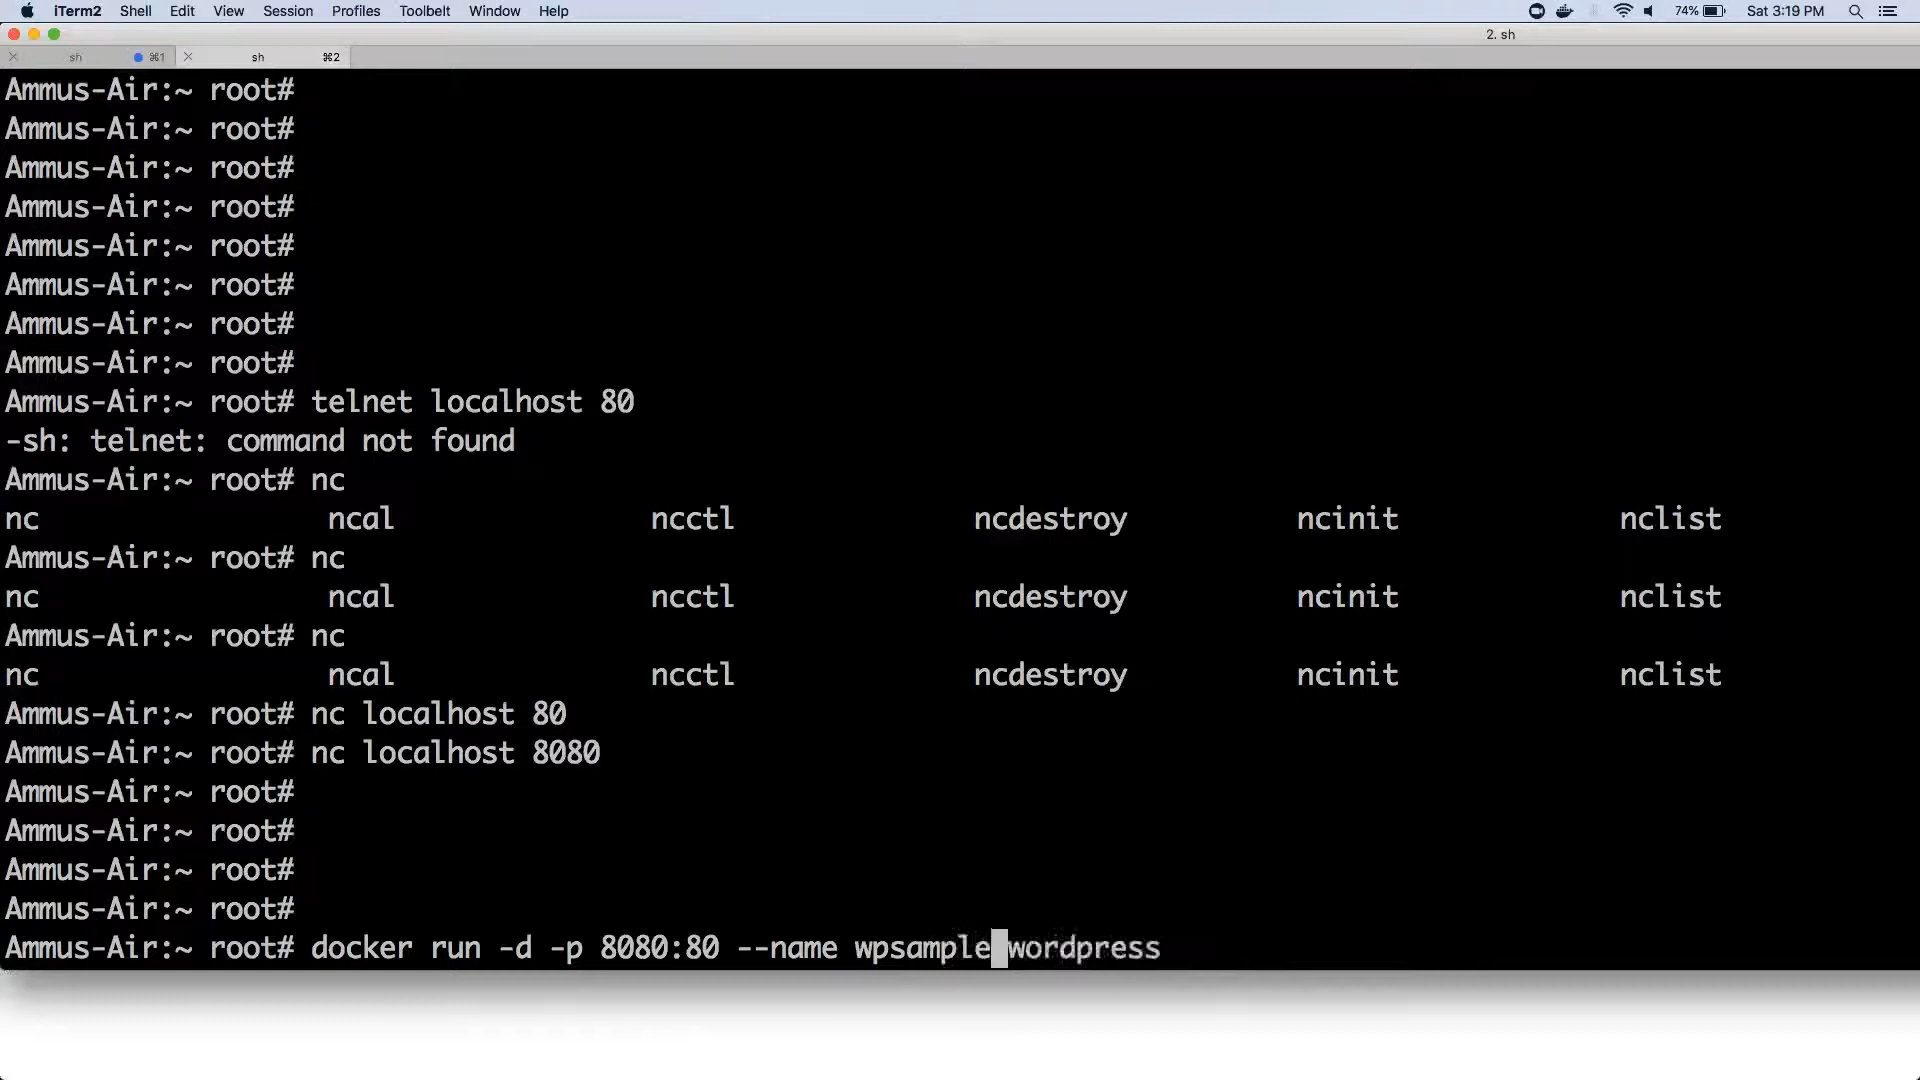 iTerm2 Shell Edit View Session Profiles Toolbelt Window Help 74% Sat 3:19 PM
2. sh
sh ⌘1 sh ⌘2
Ammus-Air:~ root#
Ammus-Air:~ root#
Ammus-Air:~ root#
Ammus-Air:~ root#
Ammus-Air:~ root#
Ammus-Air:~ root#
Ammus-Air:~ root#
Ammus-Air:~ root#
Ammus-Air:~ root# telnet localhost 80
-sh: telnet: command not found
Ammus-Air:~ root# nc
nc ncal ncctl ncdestroy ncinit nclist
Ammus-Air:~ root# nc
nc ncal ncctl ncdestroy ncinit nclist
Ammus-Air:~ root# nc
nc ncal ncctl ncdestroy ncinit nclist
Ammus-Air:~ root# nc localhost 80
Ammus-Air:~ root# nc localhost 8080
Ammus-Air:~ root#
Ammus-Air:~ root#
Ammus-Air:~ root#
Ammus-Air:~ root#
Ammus-Air:~ root# docker run -d -p 8080:80 --name wpsample wordpress